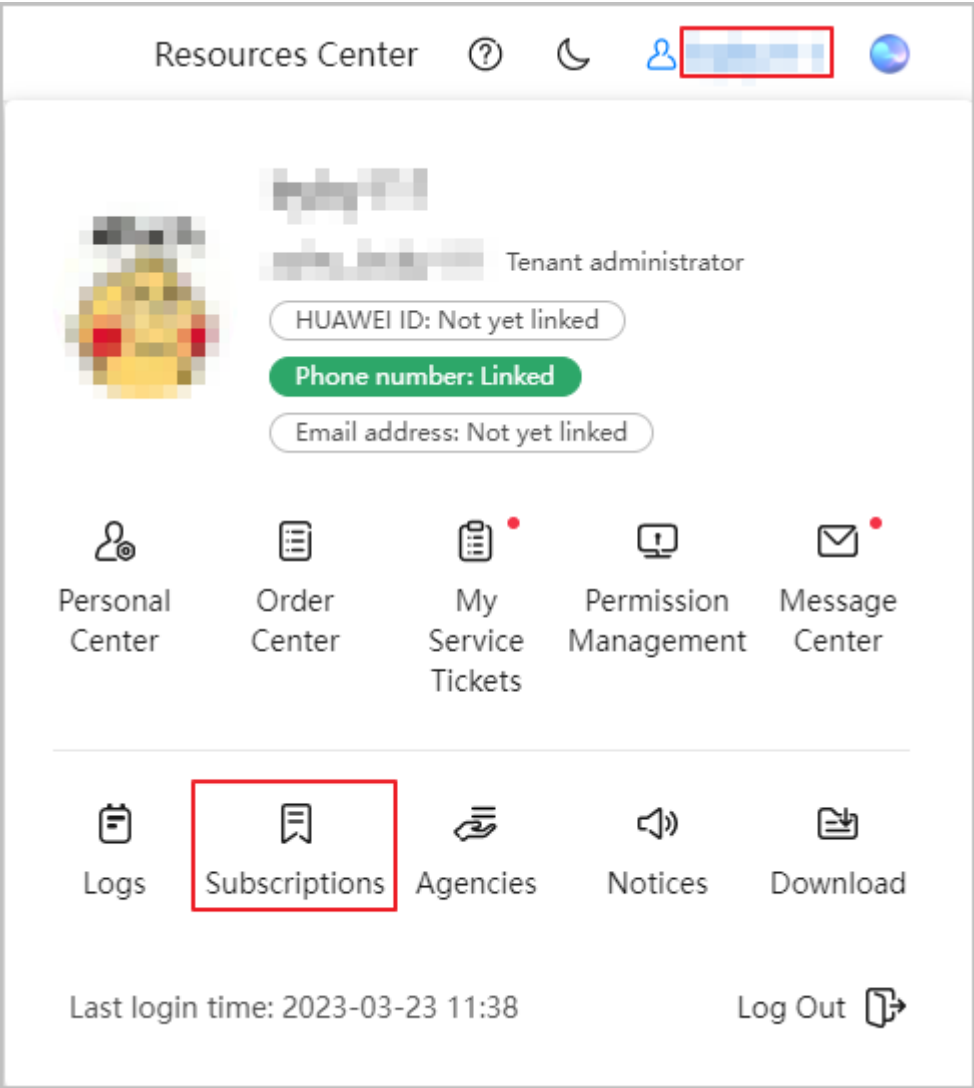 Resources Center
Tenant administrator
HUAWEI ID: Not yet linked
Phone number: Linked
Email address: Not yet linked
Personal Center
Order Center
My Service Tickets
Permission Management
Message Center
Logs
Subscriptions
Agencies
Notices
Download
Last login time: 2023-03-23 11:38
Log Out